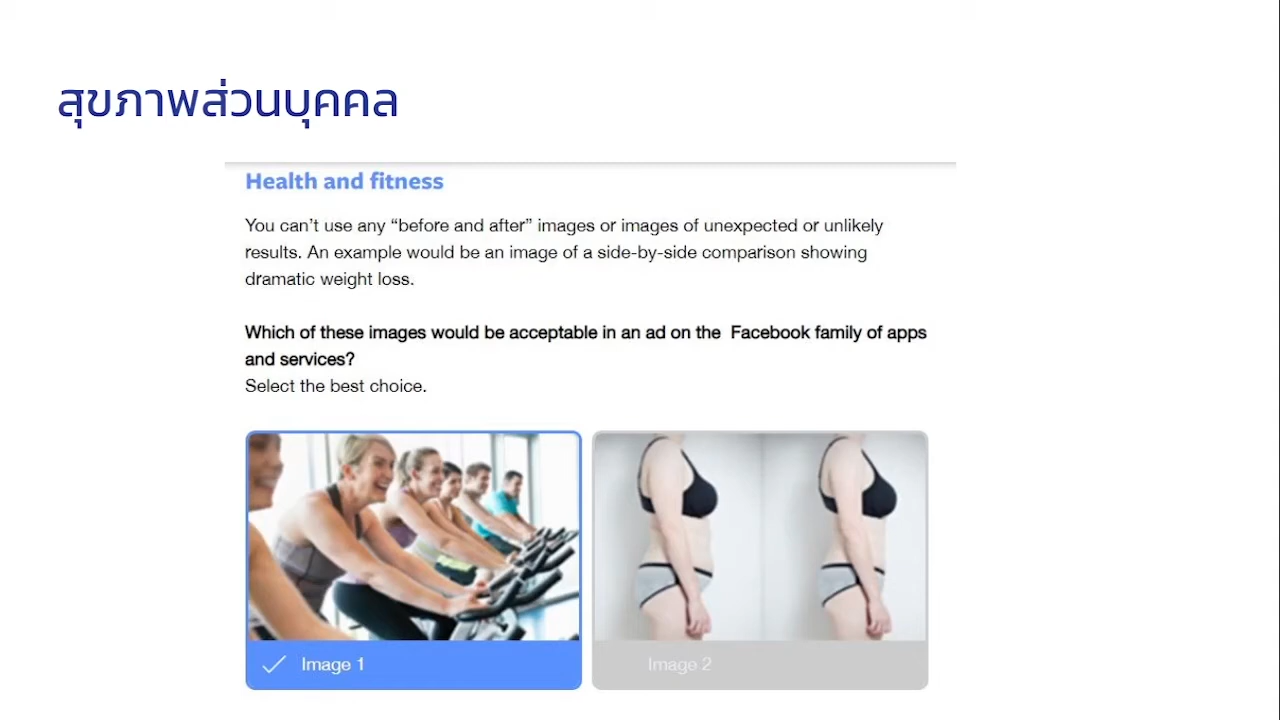 สุขภาพส่วนบุคคล
Health and fitness
You can’t use any “before and after” images or images of unexpected or unlikely
results. An example would be an image of a side-by-side comparison showing
dramatic weight loss.
Which of these images would be acceptable in an ad on the Facebook family of apps
and services?
Select the best choice.
Image 1
Image 2